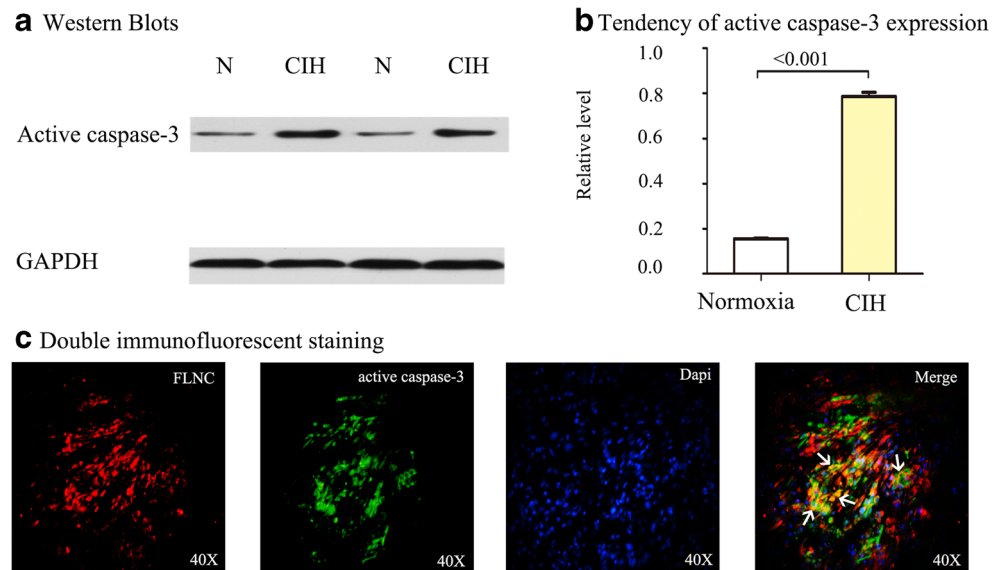 a Western Blots
N CIH N CIH
Active caspase-3
GAPDH
b Tendency of active caspase-3 expression
<0.001
Relative level
1.0
0.8
0.6
0.4
0.2
0.0
Normoxia CIH
c Double immunofluorescent staining
FLNC
40X
active caspase-3
40X
Dapi
40X
Merge
40X